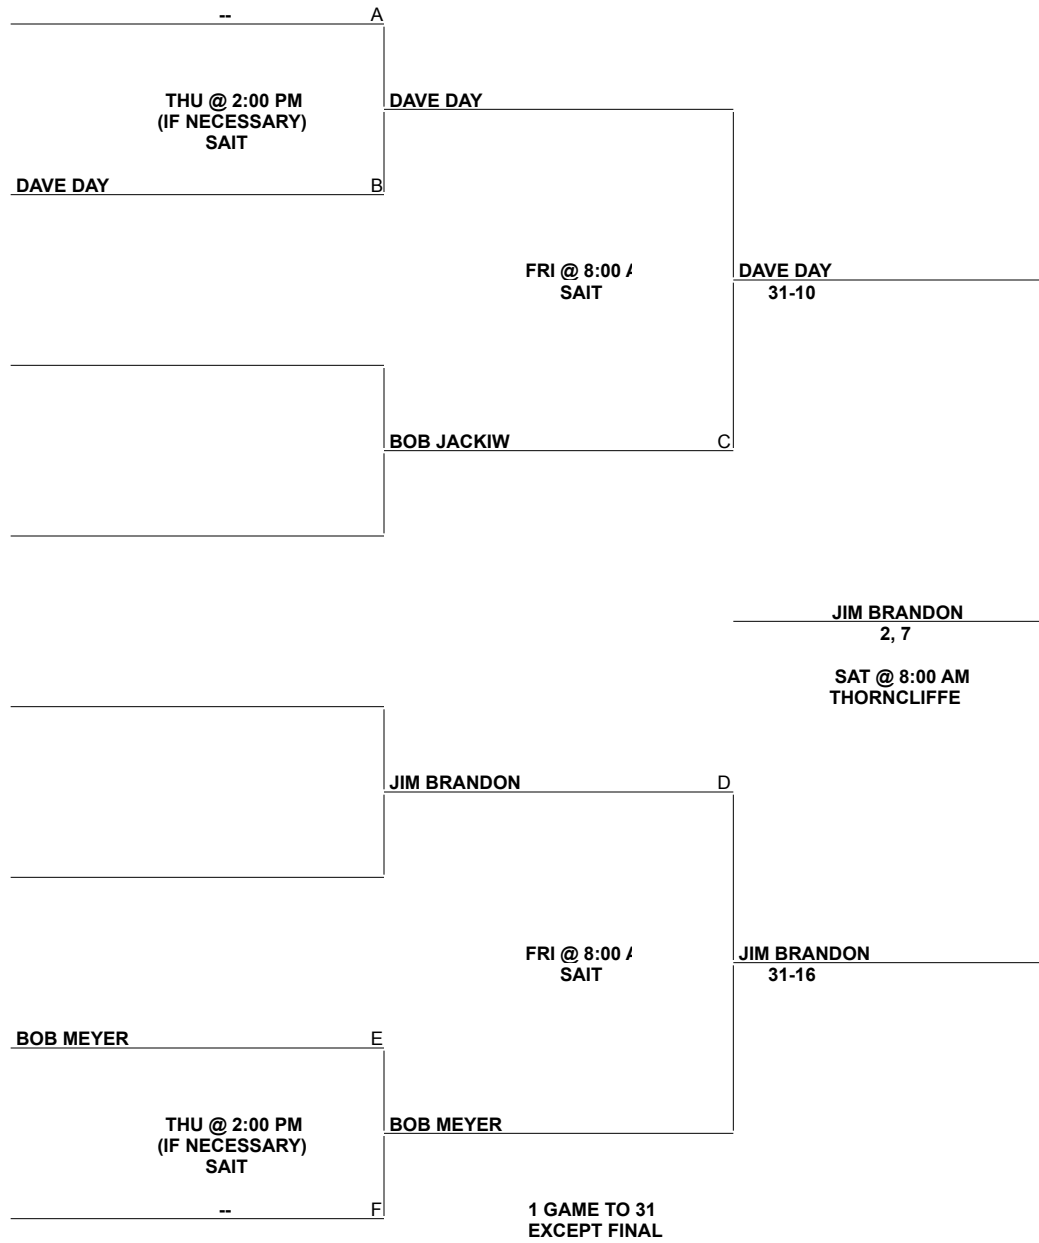 -- A
THU @ 2:00 PM
(IF NECESSARY)
SAIT
DAVE DAY
DAVE DAY B
FRI @ 8:00 A
SAIT
DAVE DAY
31-10
BOB JACKIW C
JIM BRANDON
2, 7
SAT @ 8:00 AM
THORNCLIFFE
JIM BRANDON D
FRI @ 8:00 A
SAIT
JIM BRANDON
31-16
BOB MEYER E
THU @ 2:00 PM
(IF NECESSARY)
SAIT
BOB MEYER
-- F
1 GAME TO 31
EXCEPT FINAL